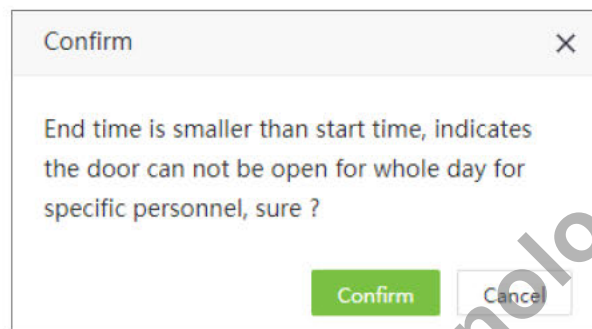 Confirm
End time is smaller than start time, indicates
the door can not be open for whole day for
specific personnel, sure ?
Confirm Cancel